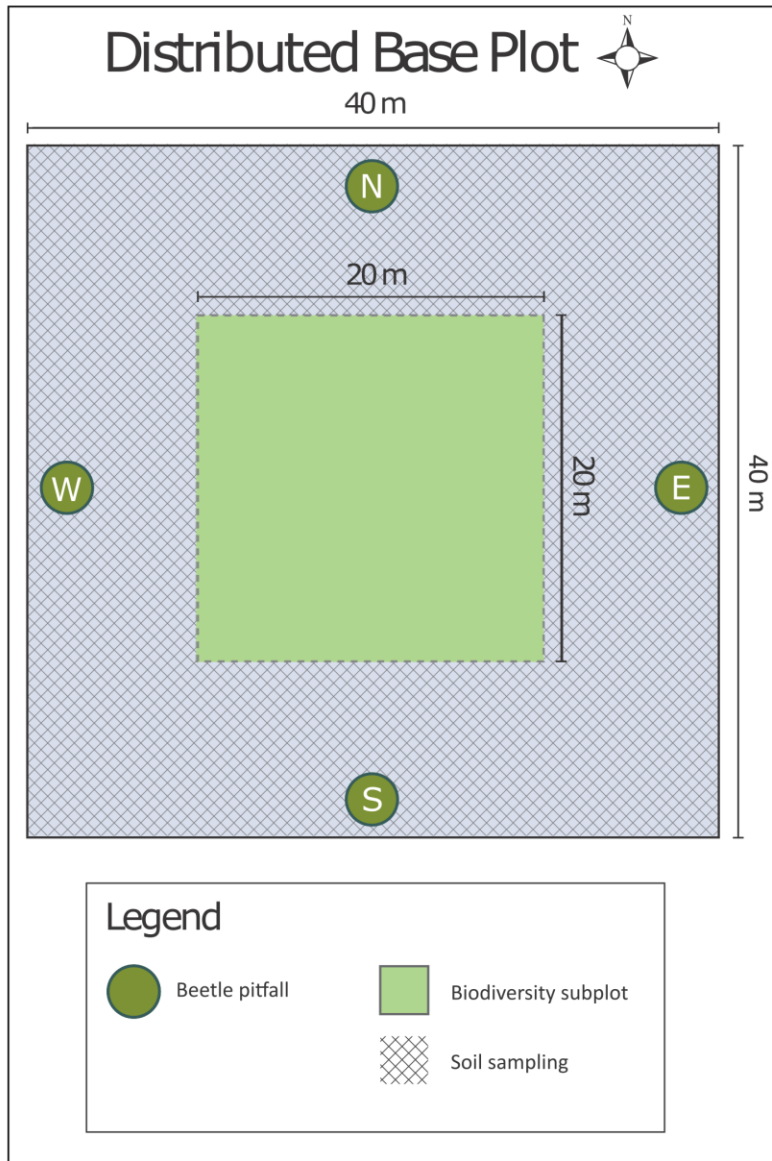 Distributed Base Plot
N
40 m
N
20 m
W
20 m
E
40 m
S
Legend
Beetle pitfall
Biodiversity subplot
Soil sampling